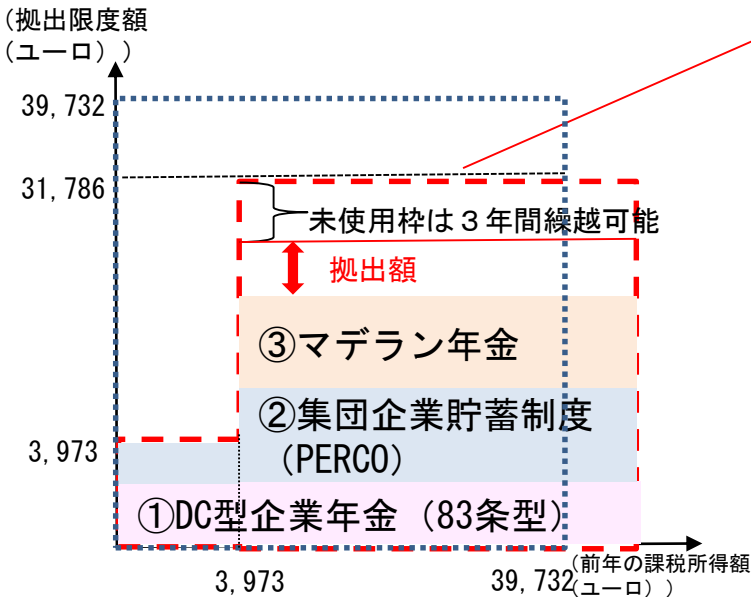 （拠出限度額
（ユーロ））
39,732
31,786
未使用枠は３年間繰越可能
拠出額
③マデラン年金
②集団企業貯蓄制度
（PERCO）
3,973
①DC型企業年金（83条型）
3,973
39,732
（前年の課税所得額
（ユーロ））